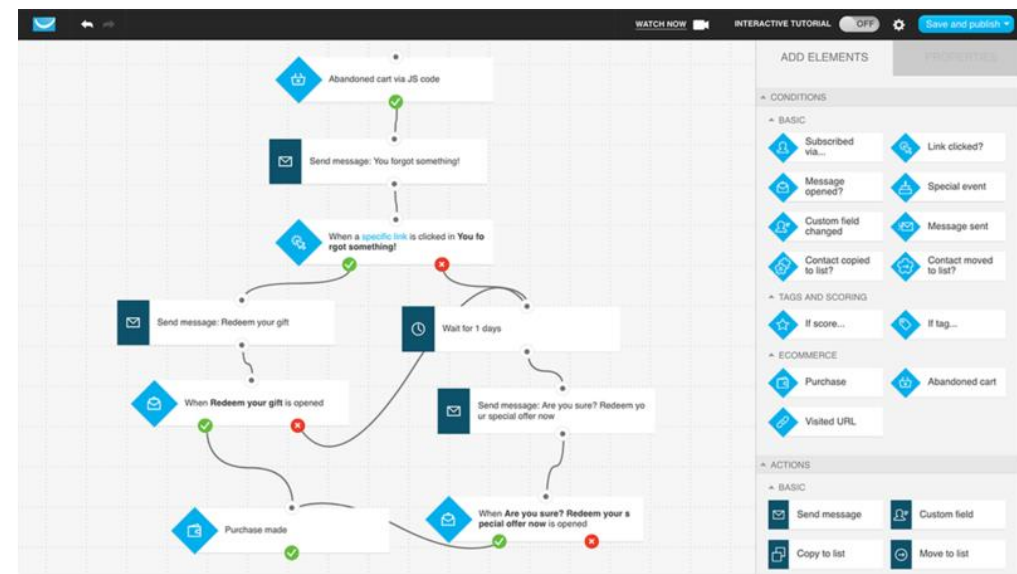 WATCH NOW
INTERACTIVE TUTORIAL
OFF
Save and publish
ADD ELEMENTS
PROPERTIES
Abandoned cart via JS code
Send message: You forgot something!
When a specific link is clicked in You fo
rgot something!
Send message: Redeem your gift
Wait for 1 days
When Redeem your gift is opened
Send message: Are you sure? Redeem yo
ur special offer now
Purchase made
When Are you sure? Redeem your s
pecial offer now is opened
CONDITIONS
BASIC
Subscribed
via...
Link clicked?
Message
opened?
Special event
Custom field
changed
Message sent
Contact copied
to list?
Contact moved
to list?
TAGS AND SCORING
If score...
If tag...
ECOMMERCE
Purchase
Abandoned cart
Visited URL
ACTIONS
BASIC
Send message
Custom field
Copy to list
Move to list